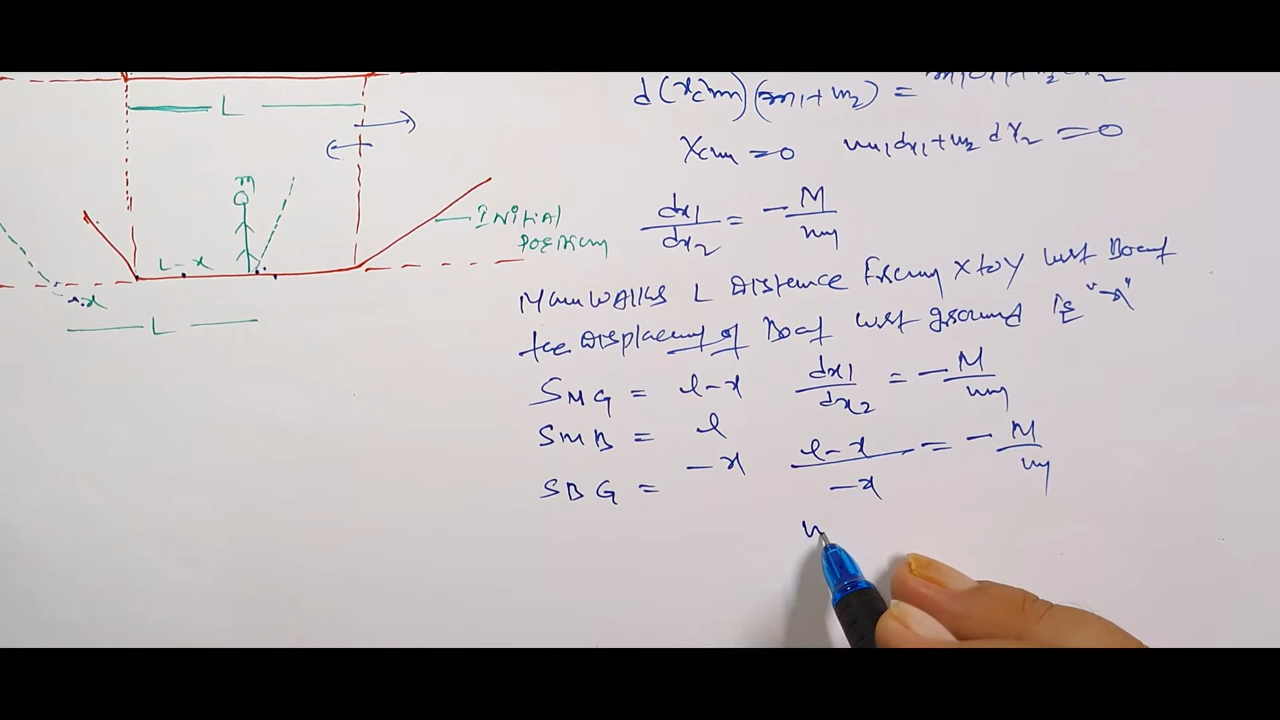 L
m
INITIAL
POSITION
L-x
-x
L
d(xcm)(m1+m2) =
Xcm = 0 m1dx1+m2 dx2 = 0
dx1/dx2 = -M/m
Man walks L Distance From X to Y wrt Boat
the Displacement of Boat wrt ground is "-x"
SMG = l-x dx1/dx2 = -M/m
SMB = l
SBG = -x l-x/-x = -M/m